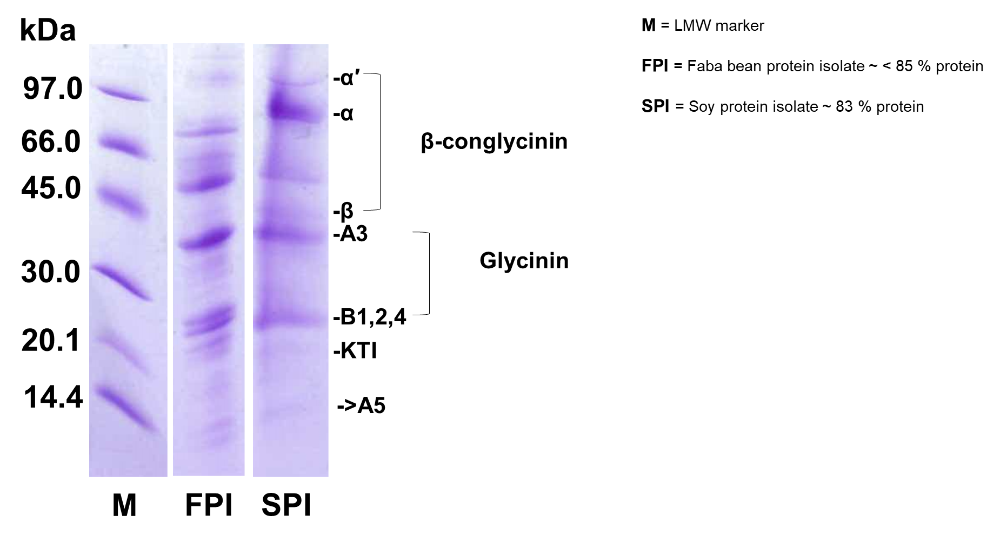 kDa
97.0
66.0
45.0
30.0
20.1
14.4
M
FPI
SPI
-α′
-α
-β
-A3
-B1,2,4
-KTI
->A5
β-conglycinin
Glycinin
M = LMW marker
FPI = Faba bean protein isolate ~ < 85 % protein
SPI = Soy protein isolate ~ 83 % protein